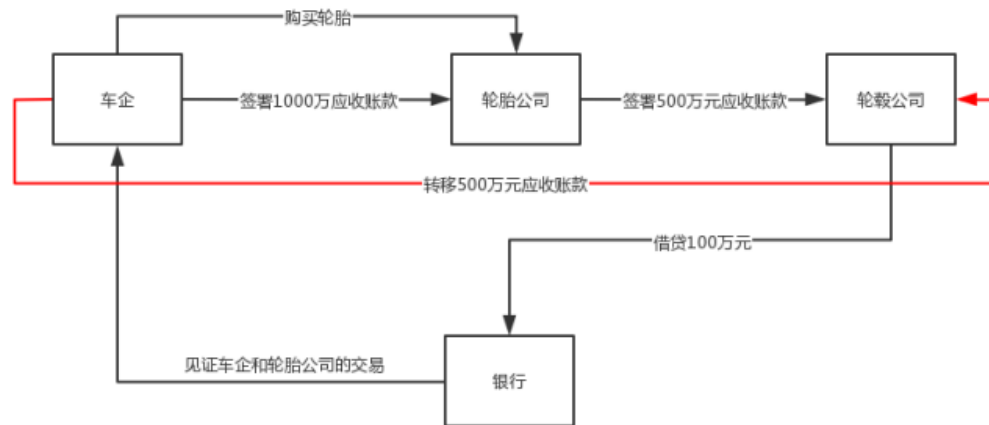 购买轮胎
车企
签署1000万应收账款
轮胎公司
签署500万元应收账款
轮毂公司
转移500万元应收账款
借贷100万元
见证车企和轮胎公司的交易
银行